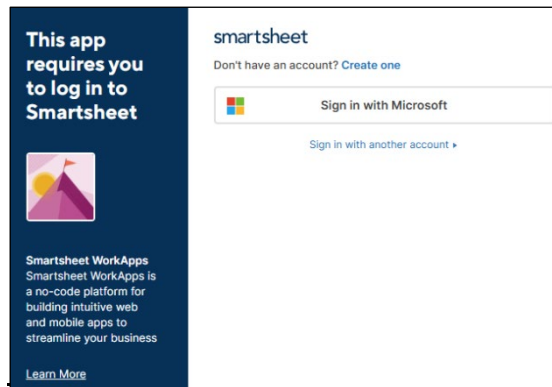 This app
requires you
to log in to
Smartsheet
Smartsheet WorkApps
Smartsheet WorkApps is
a no-code platform for
building intuitive web
and mobile apps to
streamline your business
Learn More
smartsheet
Don't have an account? Create one
Sign in with Microsoft
Sign in with another account ▸